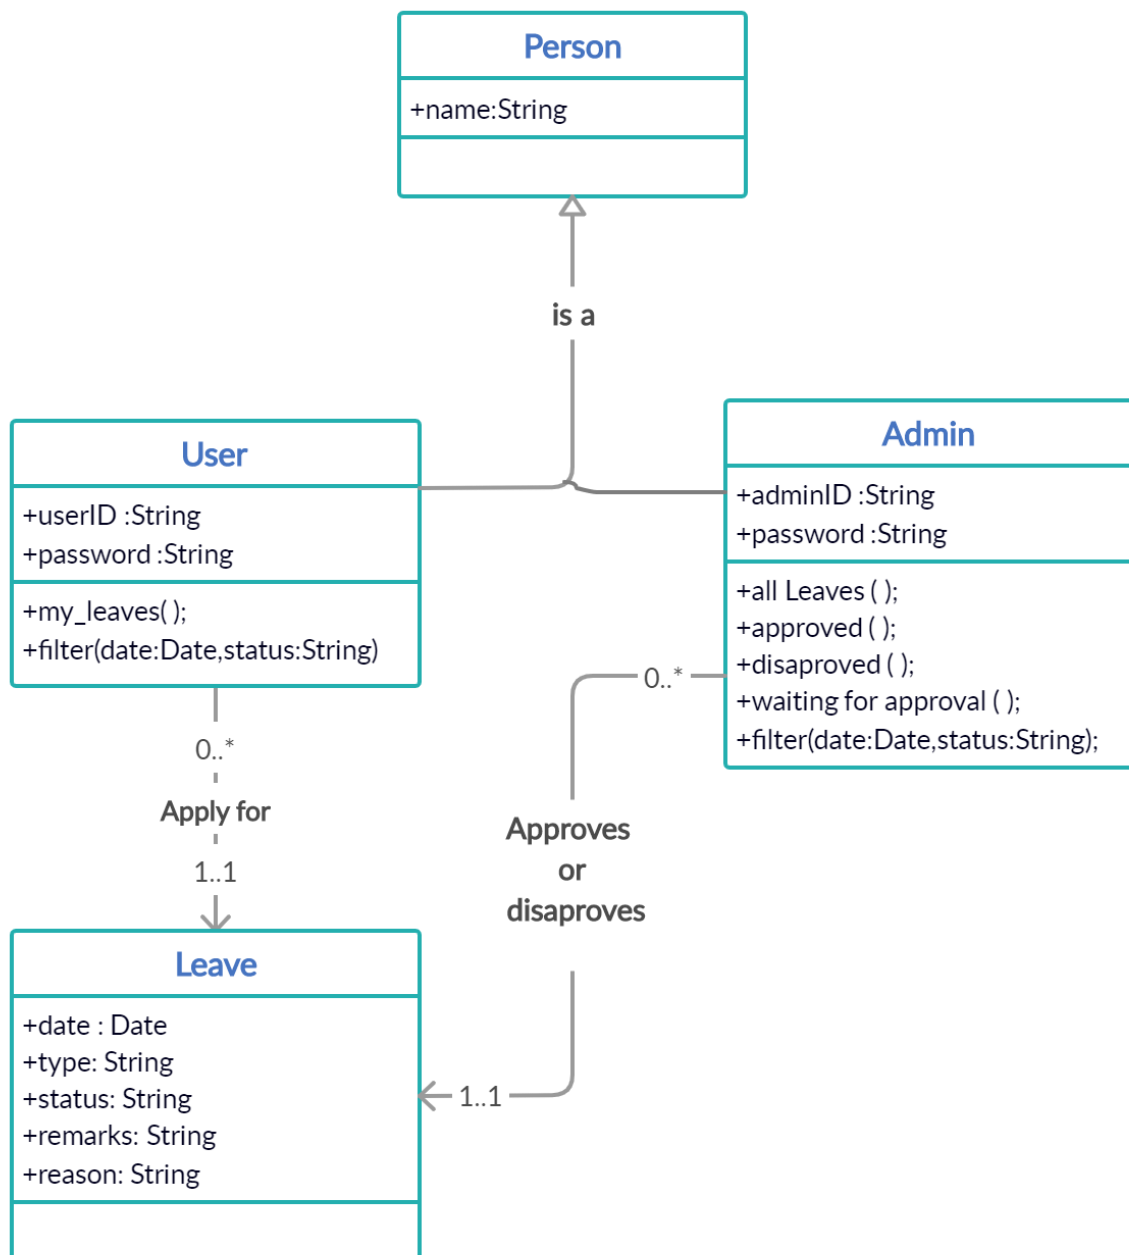 Person
+name:String
is a
User
+userID :String
+password :String
+my_leaves( );
+filter(date:Date,status:String)
Admin
+adminID :String
+password :String
+all Leaves ( );
+approved ( );
+disaproved ( );
+waiting for approval ( );
+filter(date:Date,status:String);
0..*
Apply for
1..1
0..*
Approves
or
disaproves
1..1
Leave
+date : Date
+type: String
+status: String
+remarks: String
+reason: String